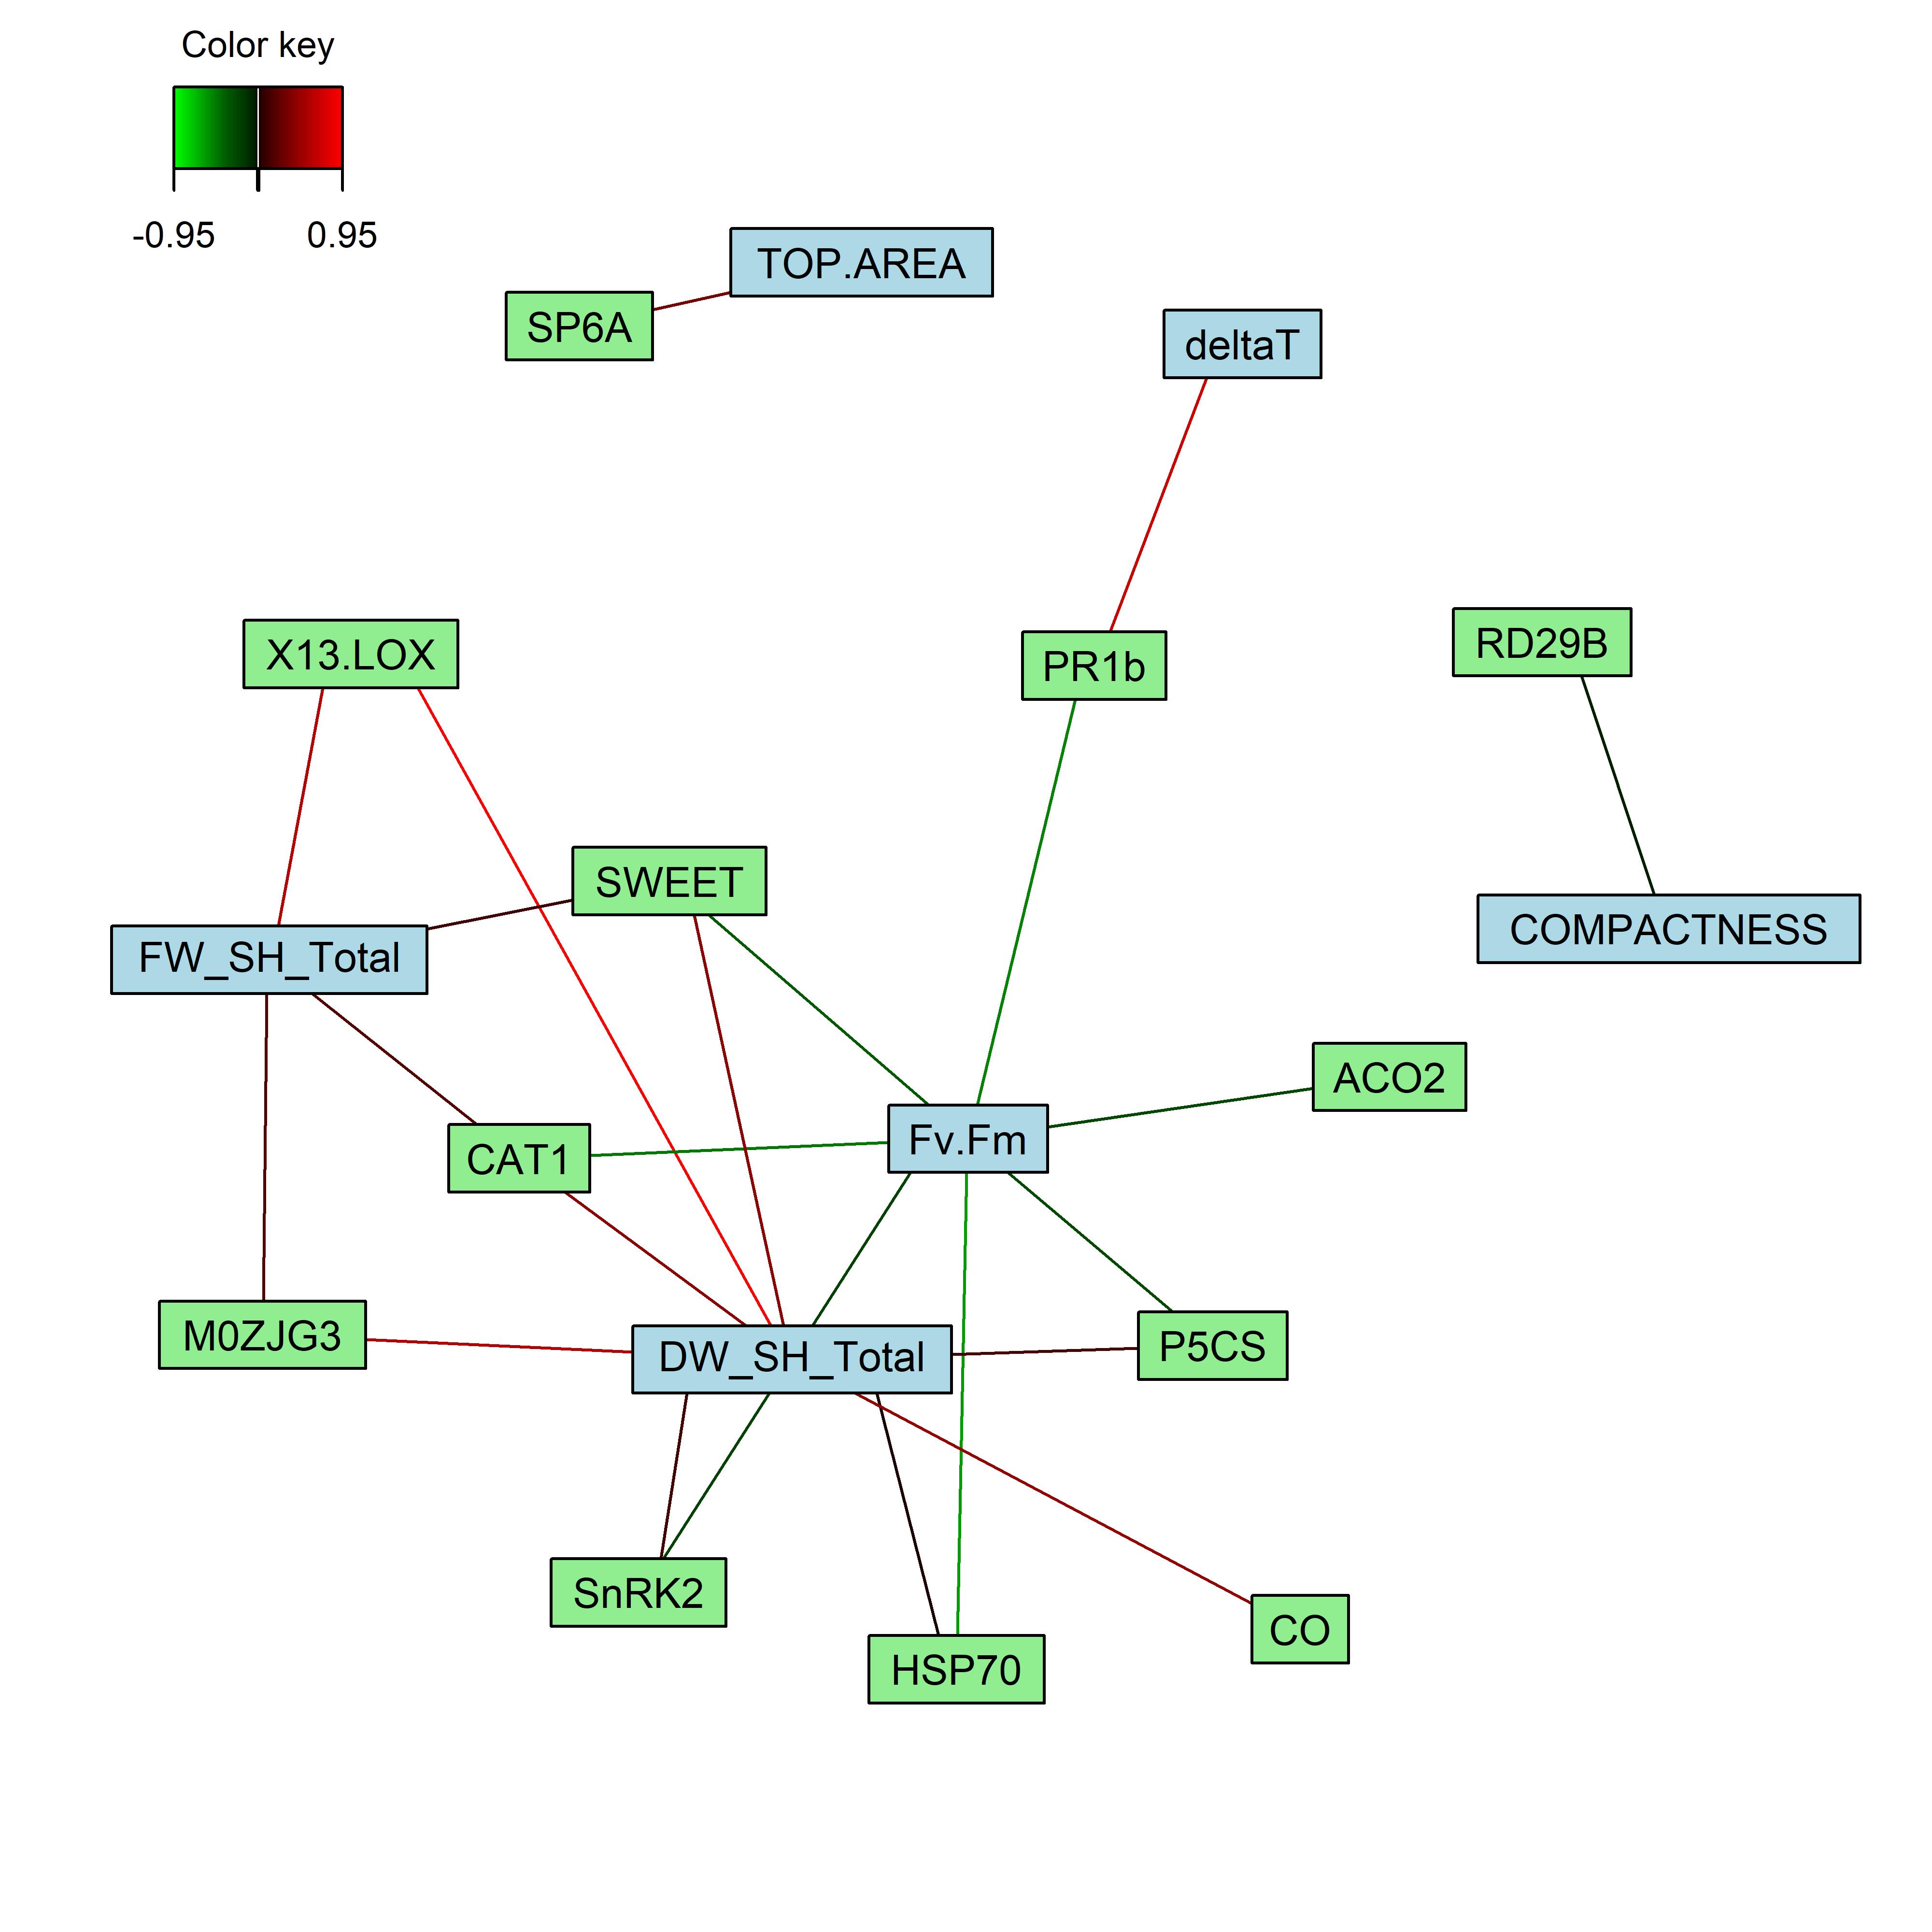 Color key
-0.95 0.95
TOP.AREA
SP6A
deltaT
X13.LOX
PR1b
RD29B
SWEET
FW_SH_Total
COMPACTNESS
ACO2
Fv.Fm
CAT1
M0ZJG3
DW_SH_Total
P5CS
SnRK2
CO
HSP70